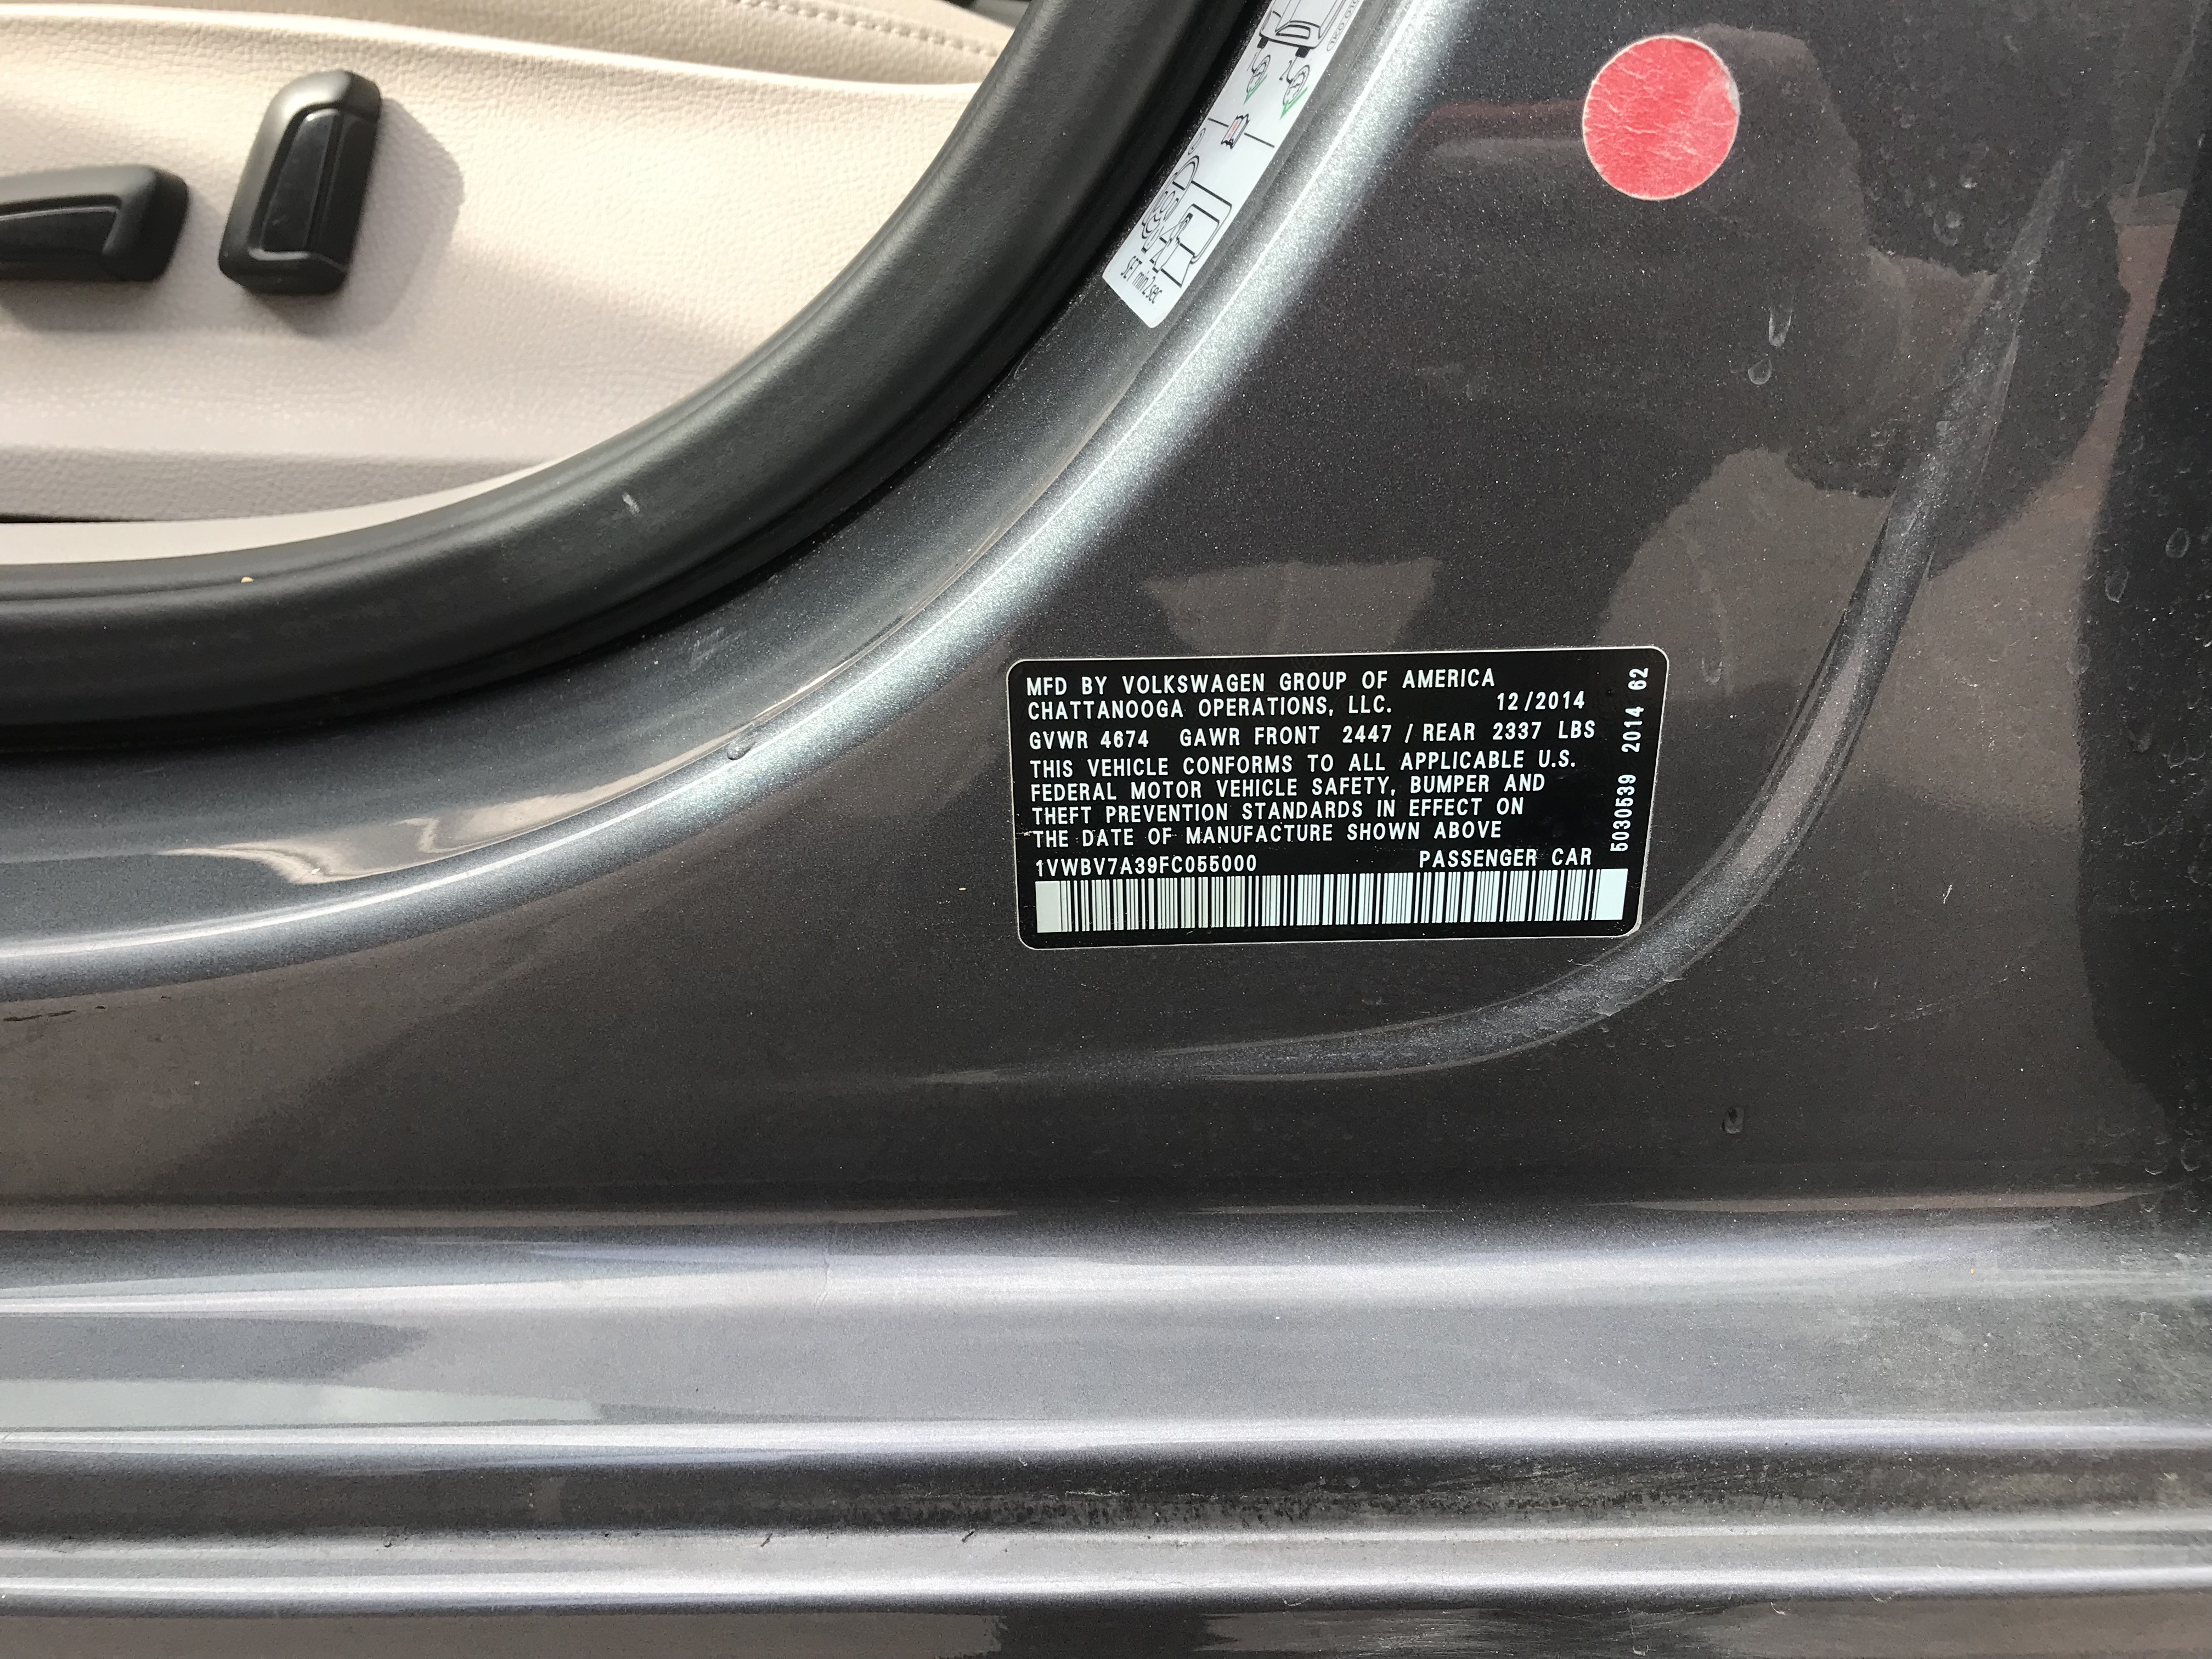 SET min2sec
MFD BY VOLKSWAGEN GROUP OF AMERICA
CHATTANOOGA OPERATIONS, LLC. 12/2014
GVWR 4674 GAWR FRONT 2447 / REAR 2337 LBS
THIS VEHICLE CONFORMS TO ALL APPLICABLE U.S.
FEDERAL MOTOR VEHICLE SAFETY, BUMPER AND
THEFT PREVENTION STANDARDS IN EFFECT ON
THE DATE OF MANUFACTURE SHOWN ABOVE
1VWBV7A39FC055000 PASSENGER CAR
5030539 2014 62